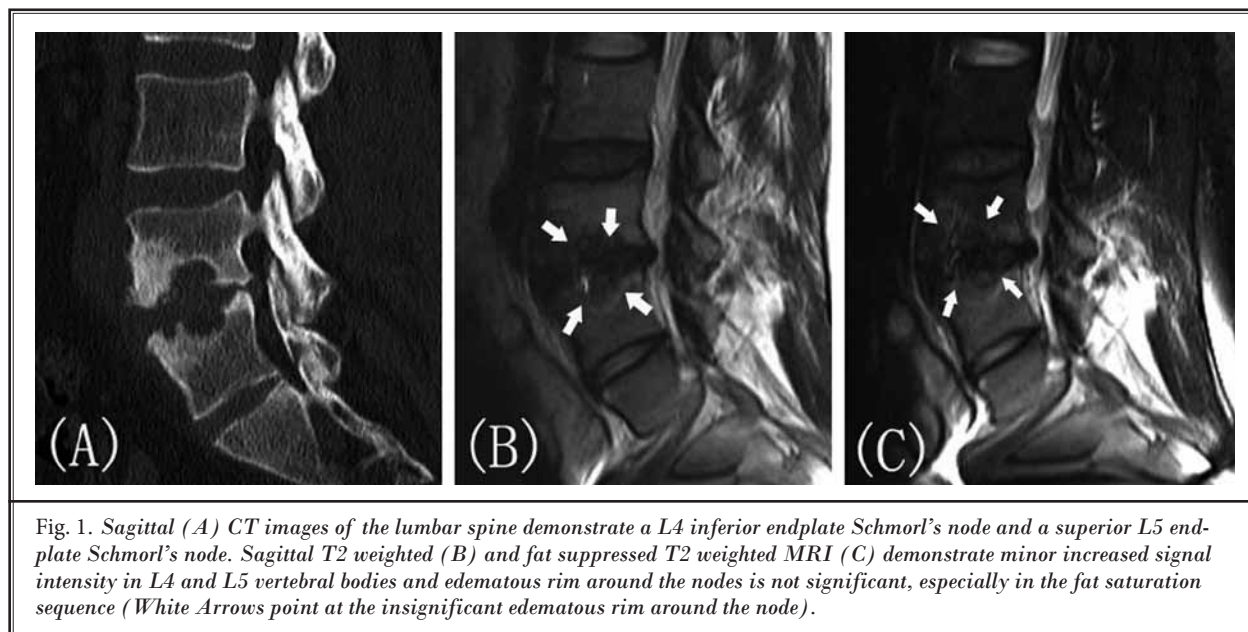 (A)
(B)
(C)
Fig. 1. Sagittal (A) CT images of the lumbar spine demonstrate a L4 inferior endplate Schmorl's node and a superior L5 end-
plate Schmorl's node. Sagittal T2 weighted (B) and fat suppressed T2 weighted MRI (C) demonstrate minor increased signal
intensity in L4 and L5 vertebral bodies and edematous rim around the nodes is not significant, especially in the fat saturation
sequence (White Arrows point at the insignificant edematous rim around the node).